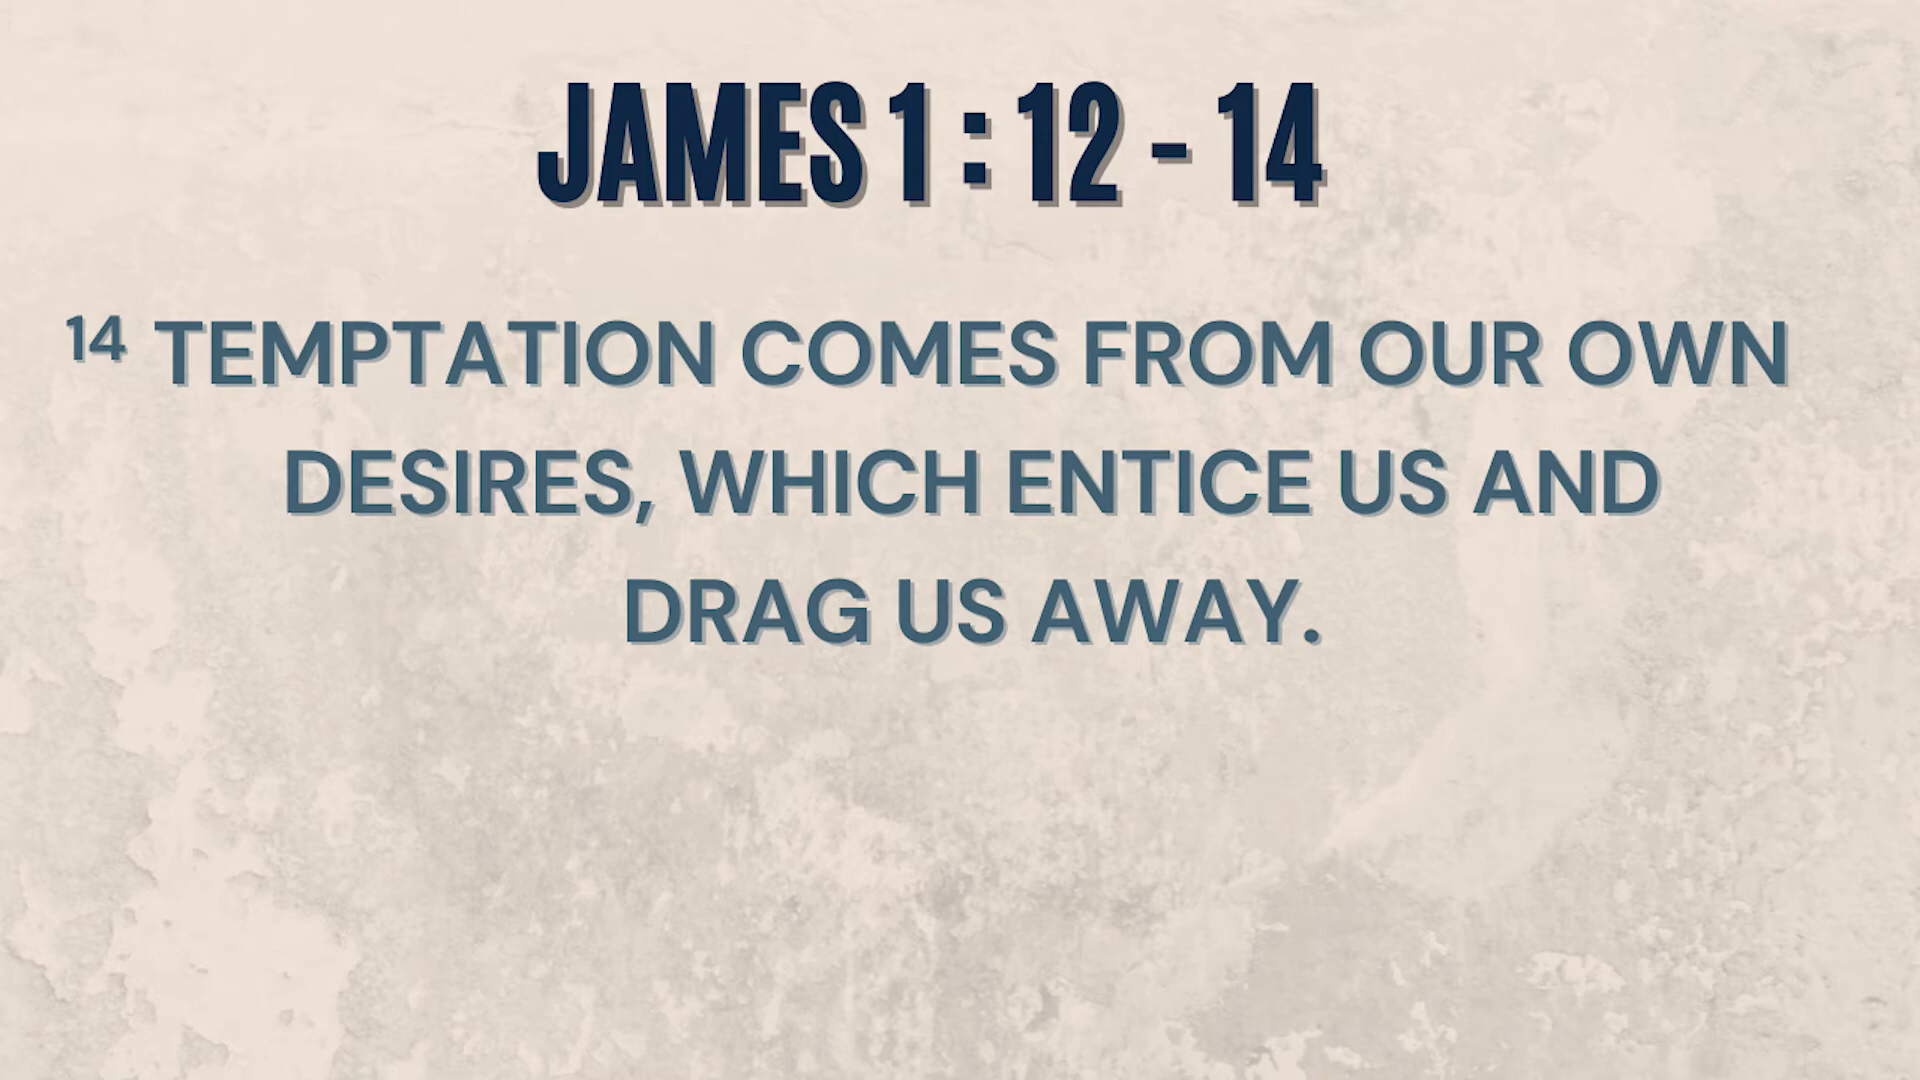 JAMES 1 : 12 - 14
¹⁴ TEMPTATION COMES FROM OUR OWN
DESIRES, WHICH ENTICE US AND
DRAG US AWAY.